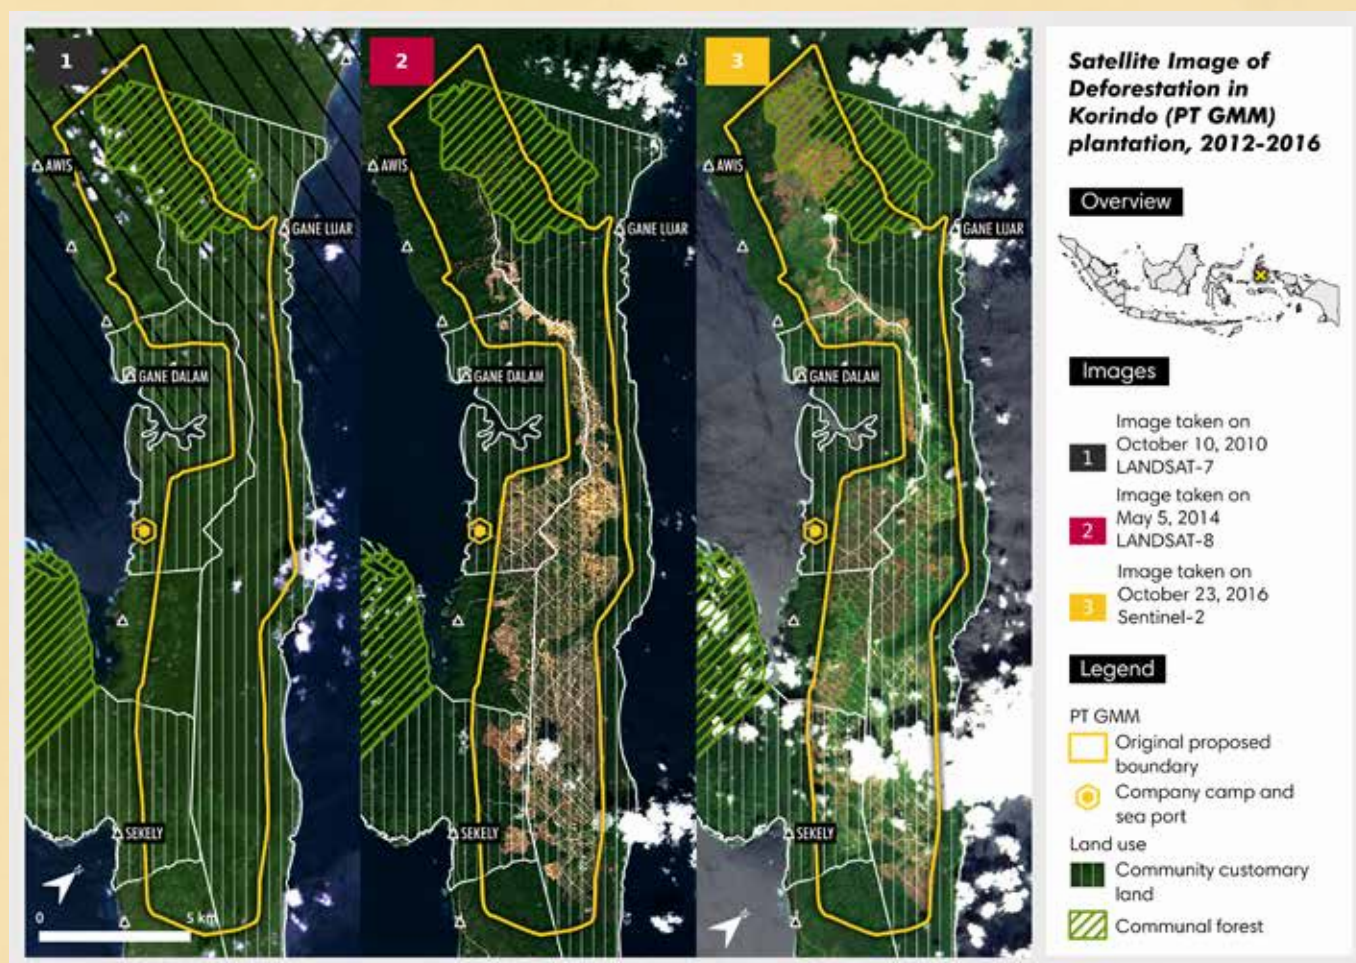 1
2
3
AWIS
GANE LUAR
GANE DALAM
SEKELY
0
5 km
AWIS
GANE LUAR
GANE DALAM
SEKELY
AWIS
GANE LUAR
GANE DALAM
SEKELY
Satellite Image of
Deforestation in
Korindo (PT GMM)
plantation, 2012-2016
Overview
Images
1
Image taken on
October 10, 2010
LANDSAT-7
2
Image taken on
May 5, 2014
LANDSAT-8
3
Image taken on
October 23, 2016
Sentinel-2
Legend
PT GMM
Original proposed
boundary
Company camp and
sea port
Land use
Community customary
land
Communal forest